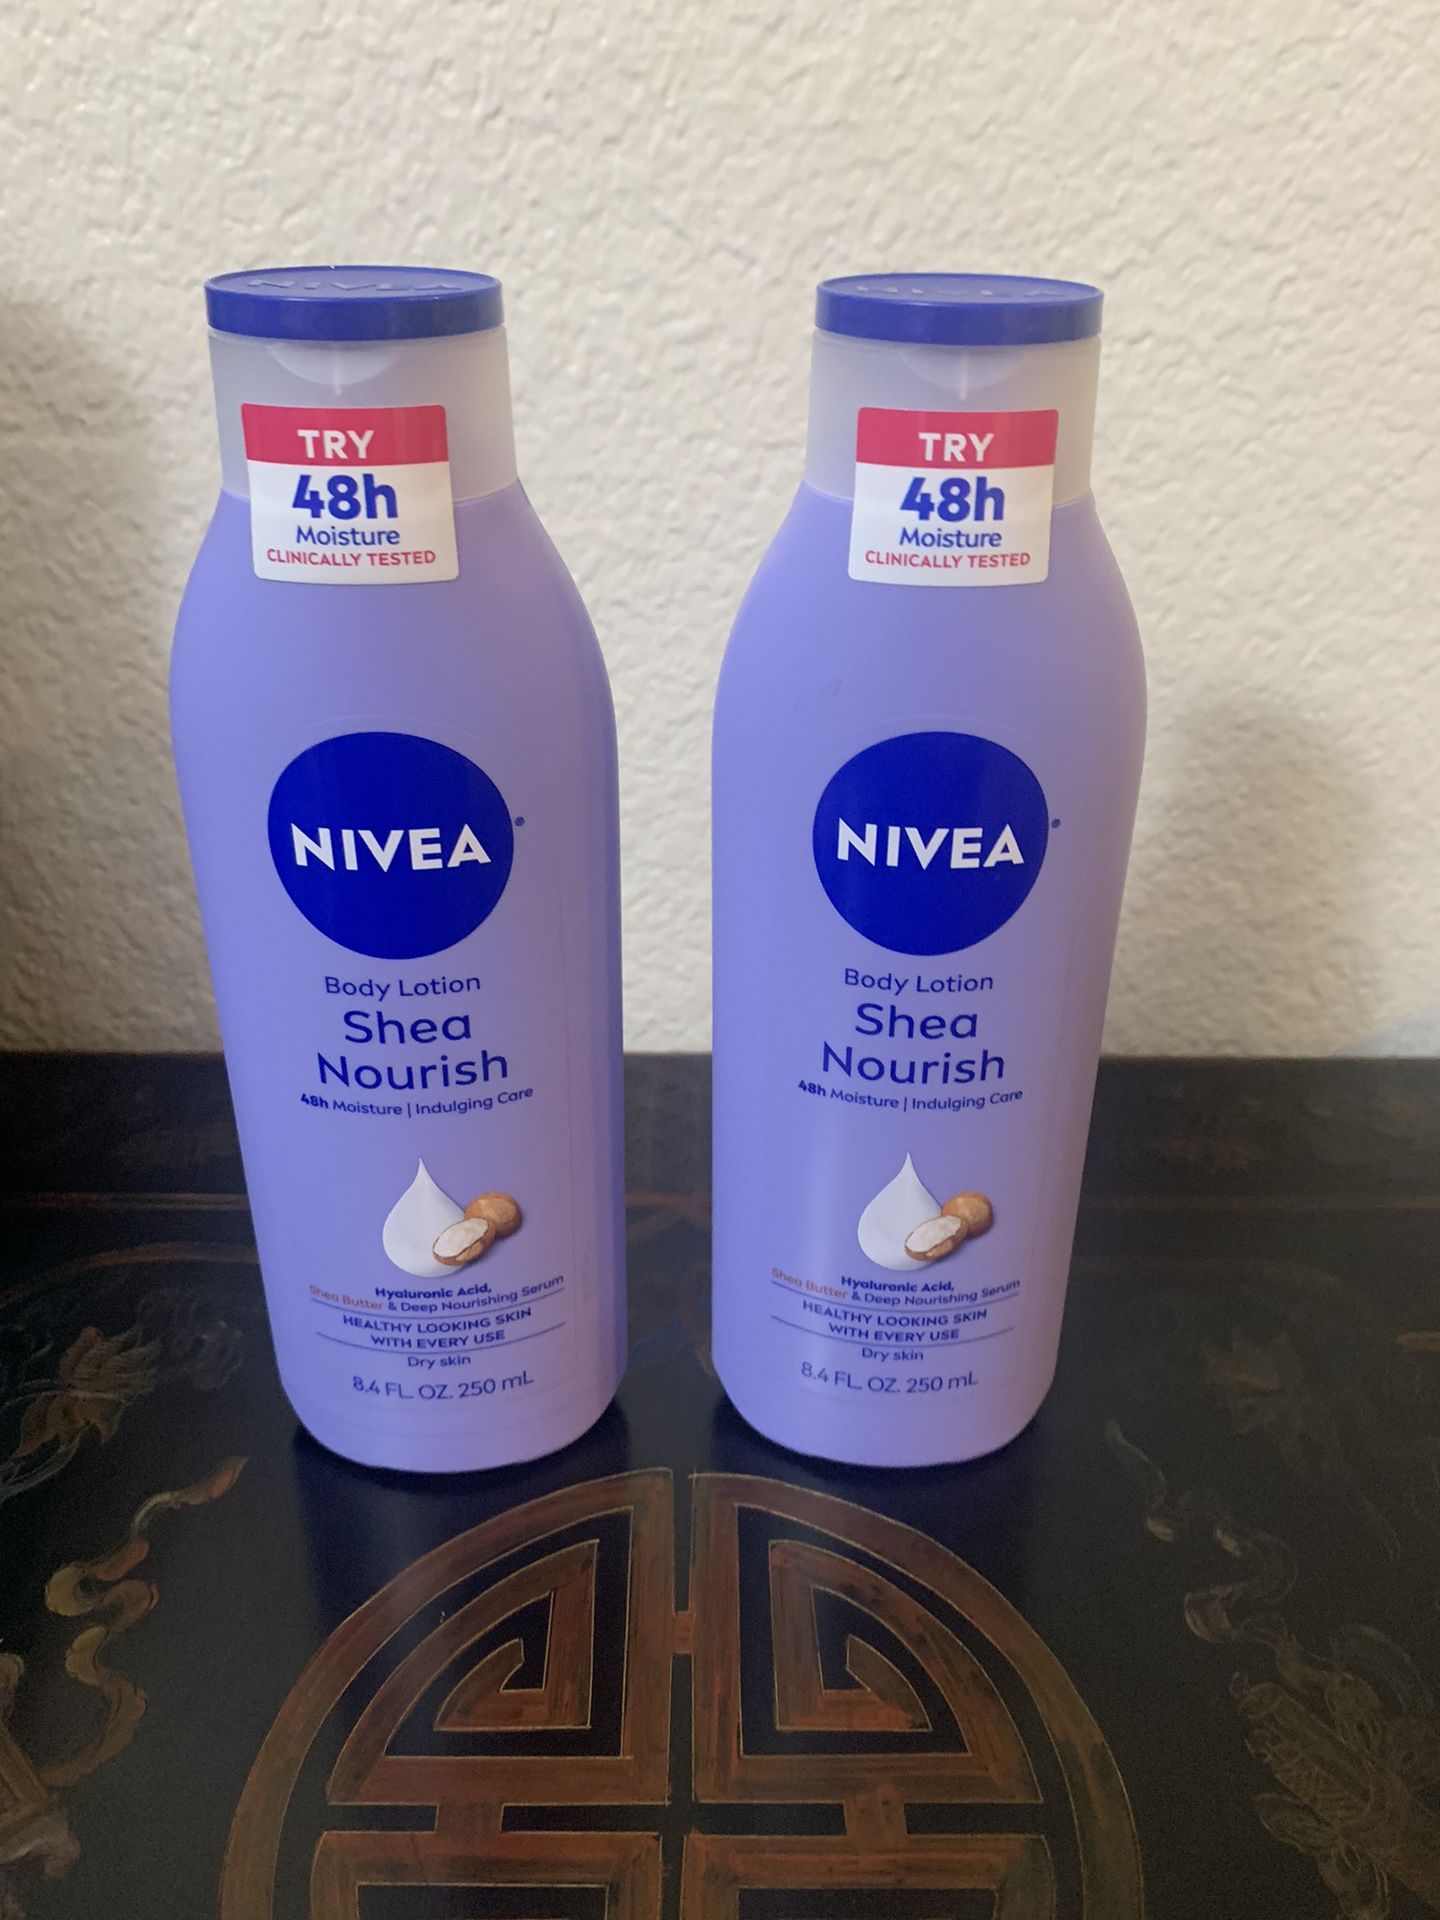 NIVEA
TRY
48h
Moisture
CLINICALLY TESTED
NIVEA®
Body Lotion
Shea
Nourish
48h Moisture | Indulging Care
Hyaluronic Acid,
Shea Butter & Deep Nourishing Serum
HEALTHY LOOKING SKIN
WITH EVERY USE
Dry skin
8.4 FL. OZ. 250 mL
NIVEA
TRY
48h
Moisture
CLINICALLY TESTED
NIVEA®
Body Lotion
Shea
Nourish
48h Moisture | Indulging Care
Hyaluronic Acid,
Shea Butter & Deep Nourishing Serum
HEALTHY LOOKING SKIN
WITH EVERY USE
Dry skin
8.4 FL. OZ. 250 mL